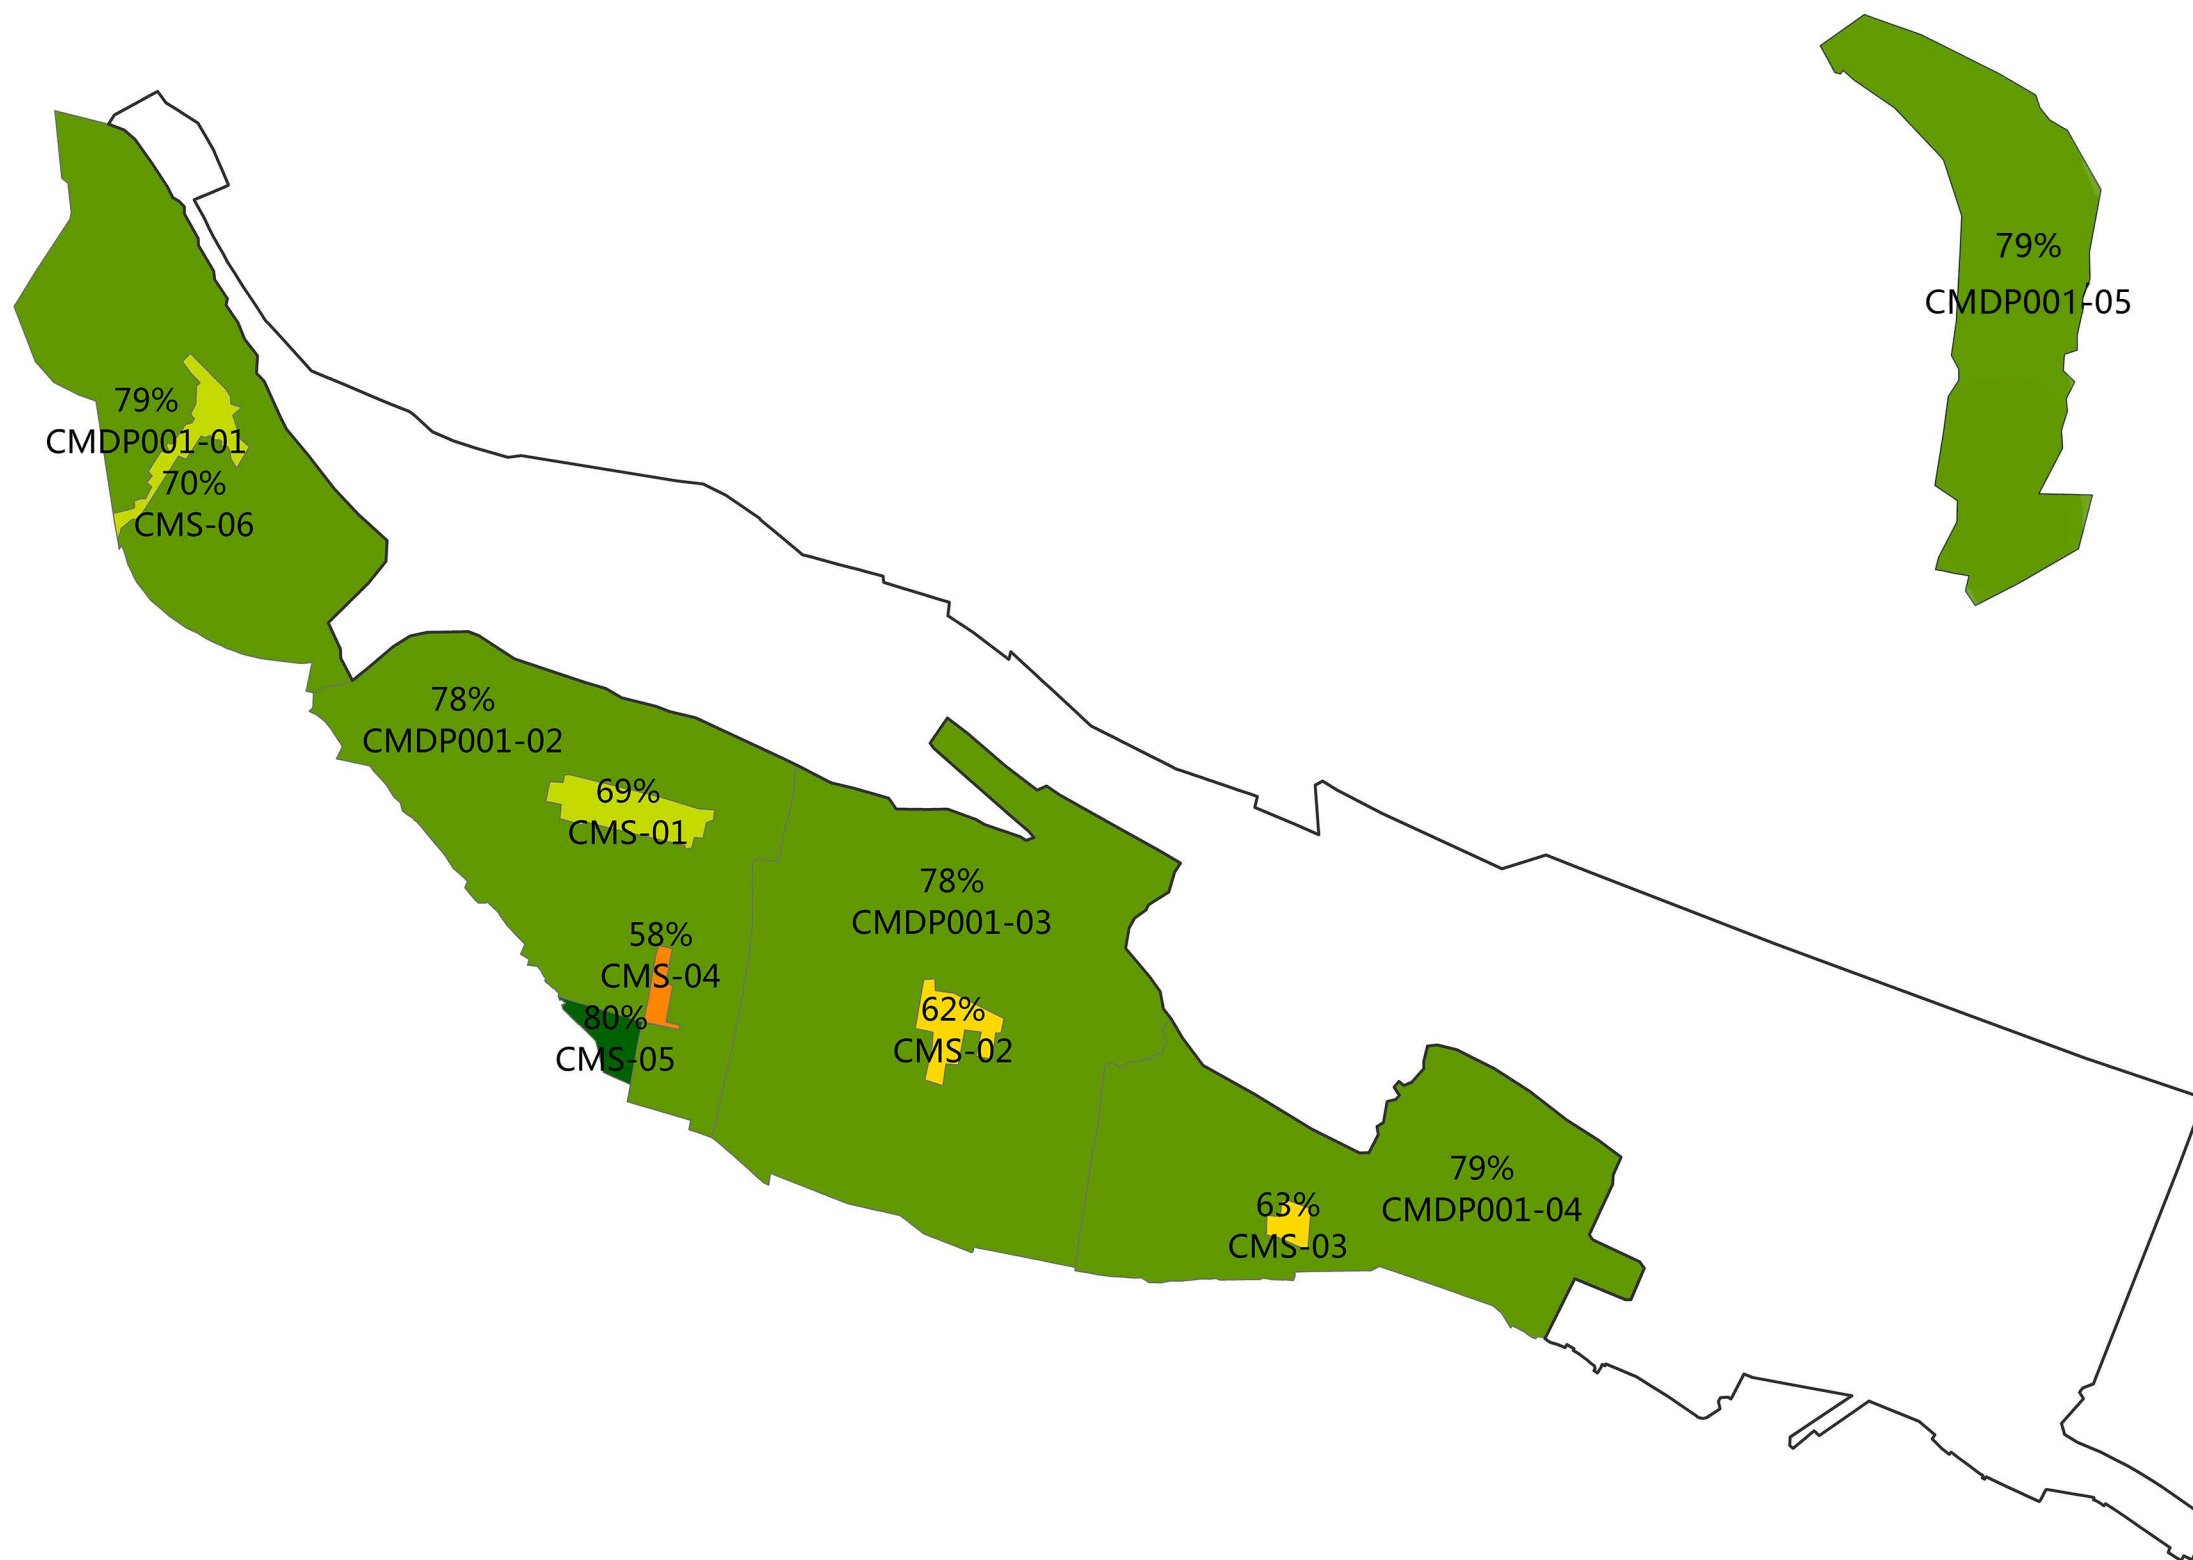 79%
CMDP001-05
79%
CMDP001-01
70%
CMS-06
78%
CMDP001-02
69%
CMS-01
78%
CMDP001-03
58%
CMS-04
80%
CMS-05
62%
CMS-02
79%
CMDP001-04
63%
CMS-03